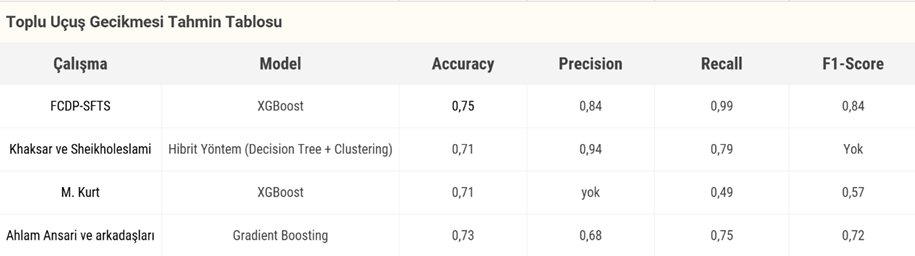 Toplu Uçuş Gecikmesi Tahmin Tablosu
Çalışma Model Accuracy Precision Recall F1-Score
FCDP-SFTS XGBoost 0,75 0,84 0,99 0,84
Khaksar ve Sheikholeslami Hibrit Yöntem (Decision Tree + Clustering) 0,71 0,94 0,79 Yok
M. Kurt XGBoost 0,71 yok 0,49 0,57
Ahlam Ansari ve arkadaşları Gradient Boosting 0,73 0,68 0,75 0,72